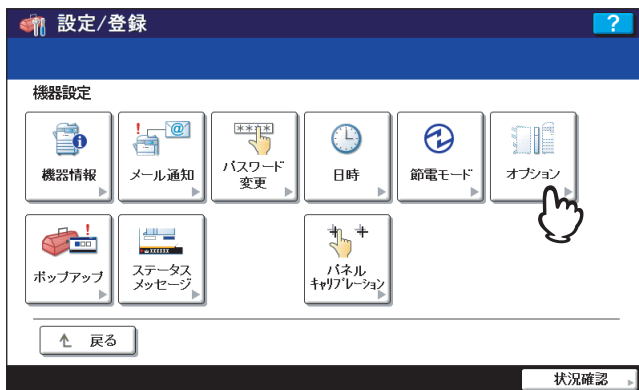 設定/登録
?
機器設定
機器情報
メール通知
パスワード
変更
日時
節電モード
オプション
ポップアップ
ステータス
メッセージ
パネル
キャリブレーション
戻る
状況確認